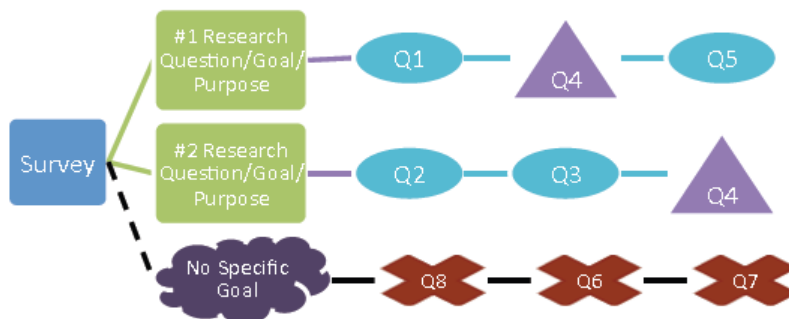 #1 Research
Question/Goal/
Purpose
Q1
Q4
Q5
Survey
#2 Research
Question/Goal/
Purpose
Q2
Q3
Q4
No Specific
Goal
Q8
Q6
Q7